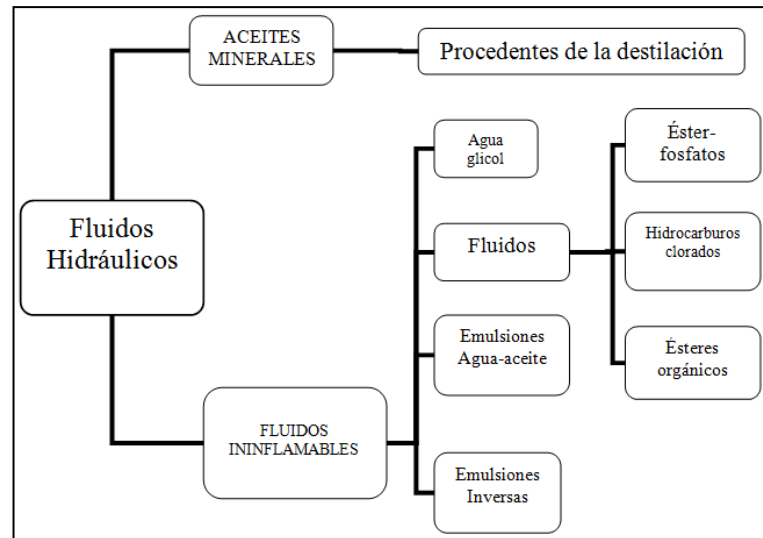 ACEITES
MINERALES
Procedentes de la destilación
Fluidos
Hidráulicos
FLUIDOS
ININFLAMABLES
Agua
glicol
Fluidos
Emulsiones
Agua-aceite
Emulsiones
Inversas
Éster-
fosfatos
Hidrocarburos
clorados
Ésteres
orgánicos